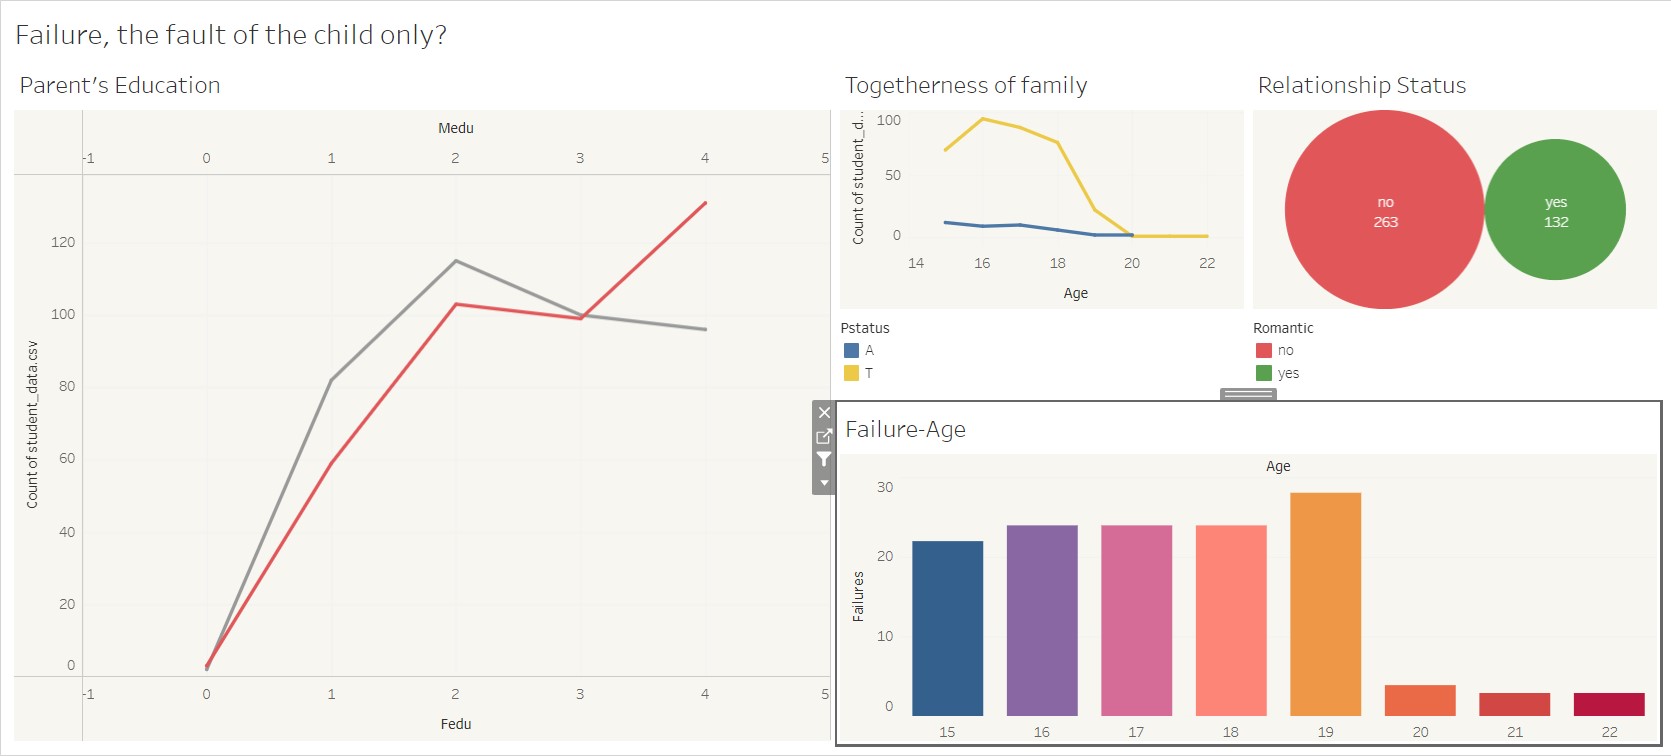 Failure, the fault of the child only?
Parent's Education
Medu
-1 0 1 2 3 4 5
Count of student_data.csv
120
100
80
60
40
20
0
-1 0 1 2 3 4 5
Fedu
Togetherness of family
Count of student_d...
100
50
0
14 16 18 20 22
Age
Pstatus
A
T
Relationship Status
no
263
yes
132
Romantic
no
yes
Failure-Age
Age
Failures
30
20
10
0
15 16 17 18 19 20 21 22